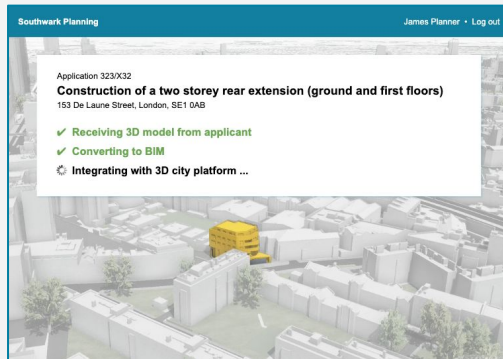 Southwark Planning
James Planner • Log out
Application 323/X32
Construction of a two storey rear extension (ground and first floors)
153 De Laune Street, London, SE1 0AB
✔ Receiving 3D model from applicant
✔ Converting to BIM
Integrating with 3D city platform ...